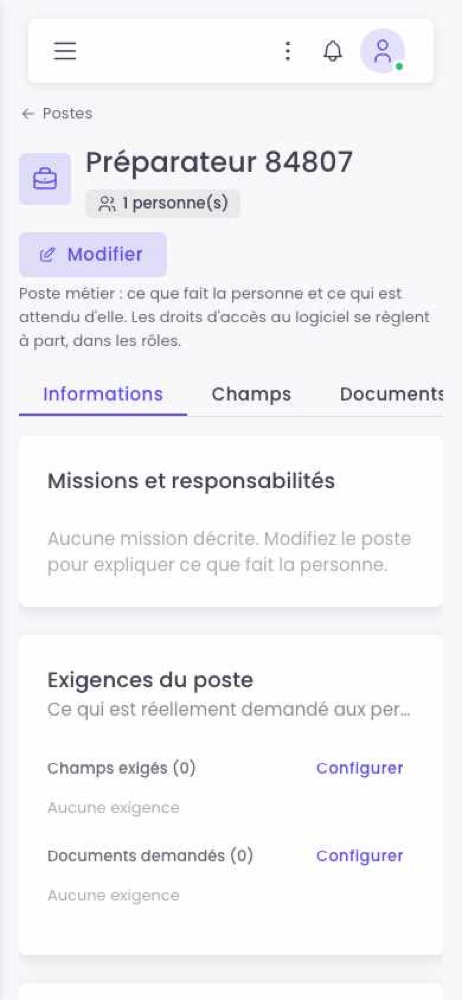 Postes
Préparateur 84807
1 personne(s)
Modifier
Poste métier : ce que fait la personne et ce qui est
attendu d'elle. Les droits d'accès au logiciel se règlent
à part, dans les rôles.
Informations Champs Documents
Missions et responsabilités
Aucune mission décrite. Modifiez le poste
pour expliquer ce que fait la personne.
Exigences du poste
Ce qui est réellement demandé aux per...
Champs exigés (0) Configurer
Aucune exigence
Documents demandés (0) Configurer
Aucune exigence